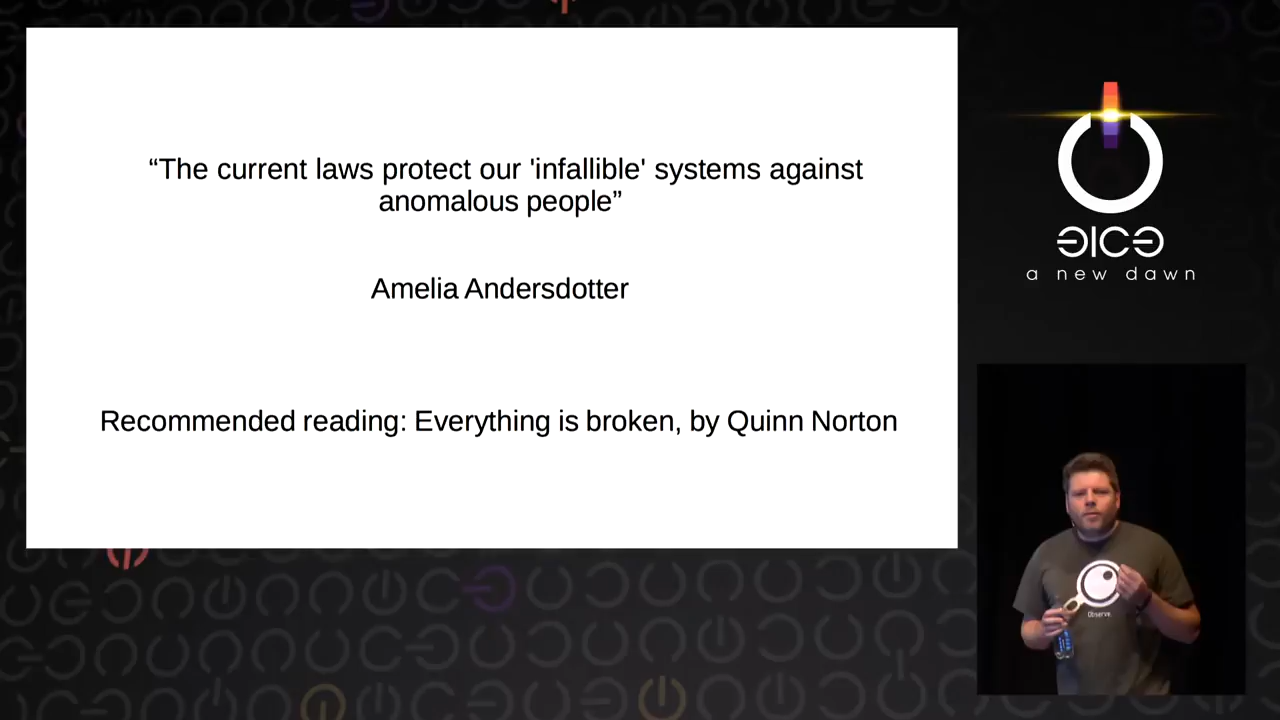 “The current laws protect our 'infallible' systems against
anomalous people”
Amelia Andersdotter
Recommended reading: Everything is broken, by Quinn Norton
ƎICƎ
a new dawn
Observe.